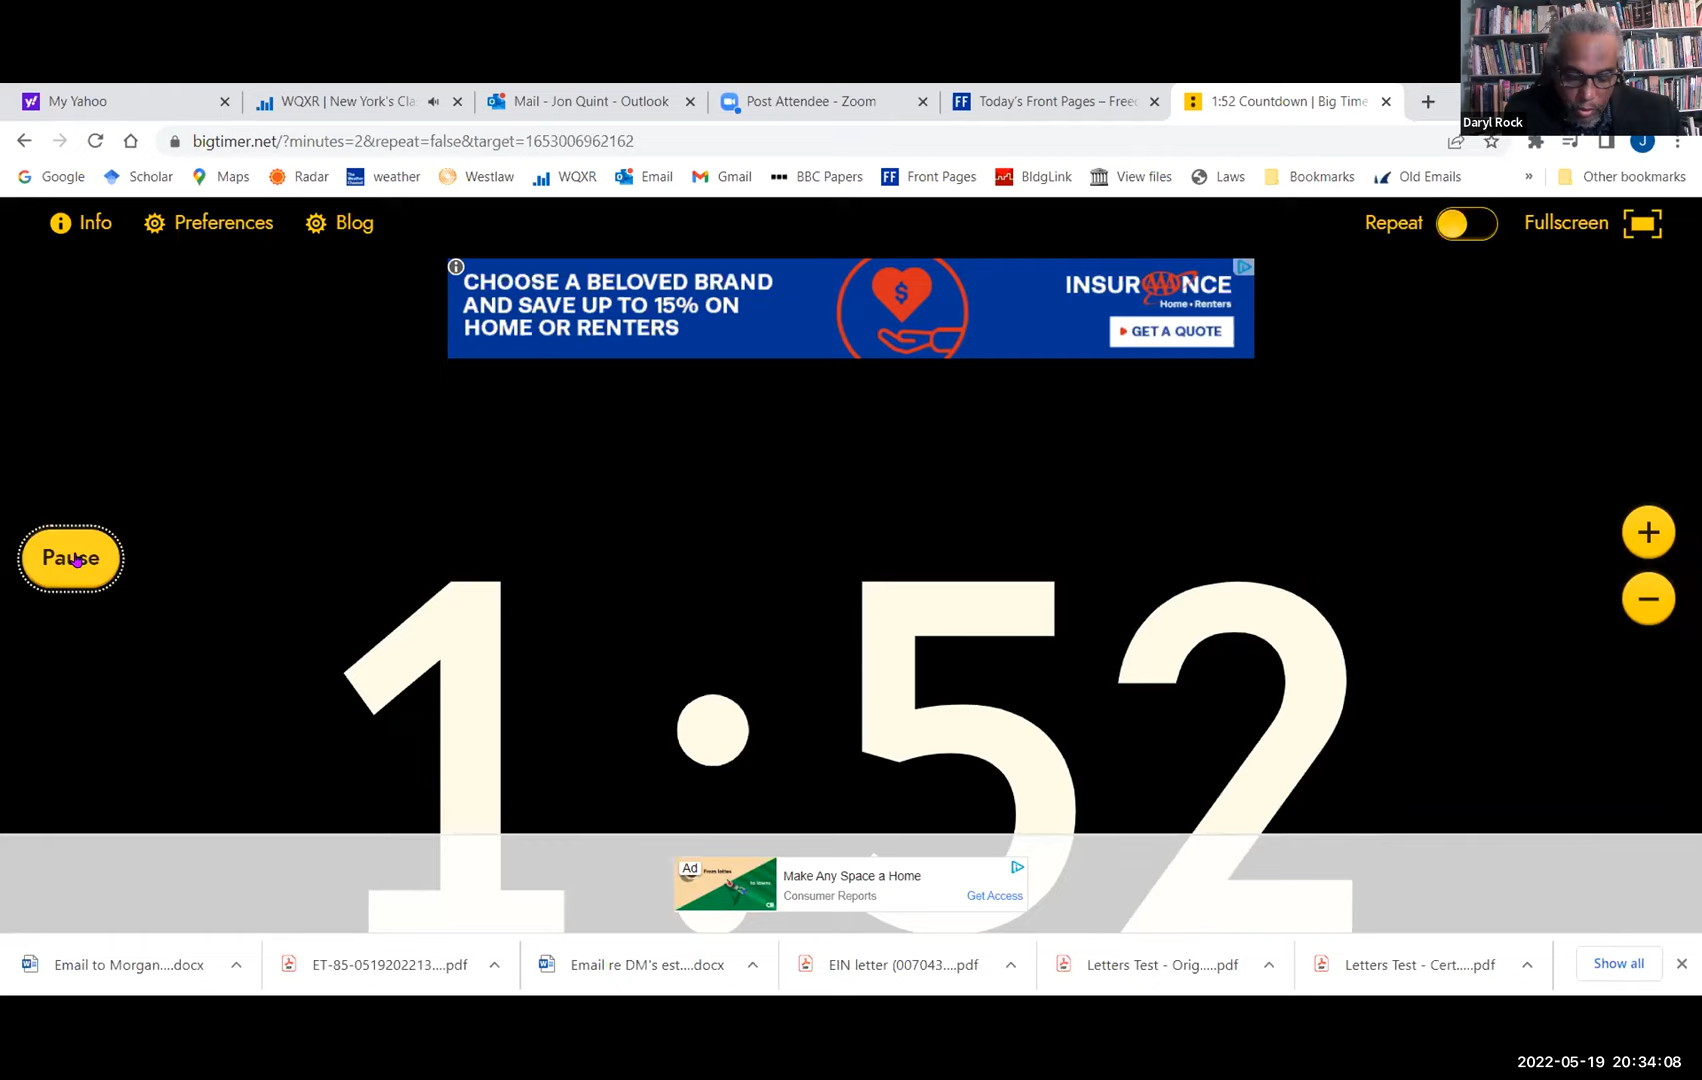 Daryl Rock
My Yahoo
WQXR | New York's Cla
Mail - Jon Quint - Outlook
Post Attendee - Zoom
Today's Front Pages – Freed
1:52 Countdown | Big Time
bigtimer.net/?minutes=2&repeat=false&target=1653006962162
J
Google
Scholar
Maps
Radar
weather
Westlaw
WQXR
Email
Gmail
BBC Papers
FF Front Pages
BldgLink
View files
Laws
Bookmarks
Old Emails
»
Other bookmarks
Info
Preferences
Blog
Repeat
Fullscreen
CHOOSE A BELOVED BRAND
AND SAVE UP TO 15% ON
HOME OR RENTERS
$
INSURAAANCE
Home • Renters
GET A QUOTE
Pause
+
−
1:52
Ad
Make Any Space a Home
Consumer Reports
Get Access
CR
Email to Morgan....docx
ET-85-0519202213....pdf
Email re DM's est....docx
EIN letter (007043....pdf
Letters Test - Orig.....pdf
Letters Test - Cert.....pdf
Show all
2022-05-19 20:34:08